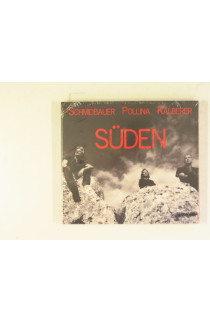 SCHMIDBAUER POLLINA KÄLBERER
SÜDEN